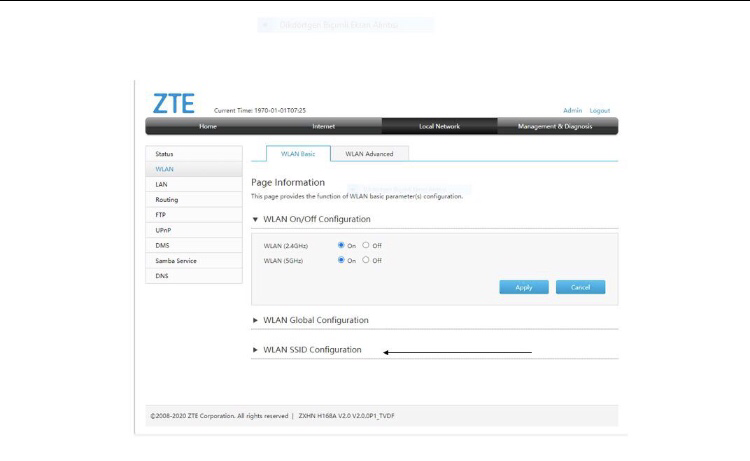 ZTE
Current Time: 1970-01-01T07:25
Admin Logout
Home Internet Local Network Management & Diagnosis
Status
WLAN
LAN
Routing
FTP
UPnP
DMS
Samba Service
DNS
WLAN Basic WLAN Advanced
Page Information
This page provides the function of WLAN basic parameter(s) configuration.
WLAN On/Off Configuration
WLAN (2.4GHz) On Off
WLAN (5GHz) On Off
Apply Cancel
WLAN Global Configuration
WLAN SSID Configuration
©2008-2020 ZTE Corporation. All rights reserved | ZXHN H168A V2.0 V2.0.0P1_TVDF